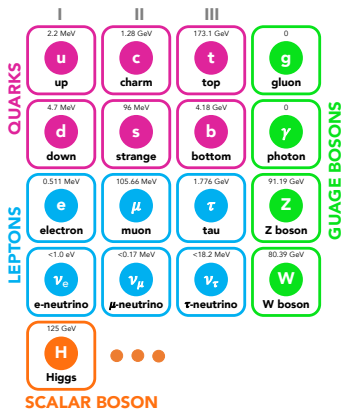 I II III
QUARKS
2.2 MeV 1.28 GeV 173.1 GeV 0
u c t g
up charm top gluon
4.7 MeV 96 MeV 4.18 GeV 0
d s b γ
down strange bottom photon
GUAGE BOSONS
LEPTONS
0.511 MeV 105.66 MeV 1.776 GeV 91.19 GeV
e μ τ Z
electron muon tau Z boson
<1.0 eV <0.17 MeV <18.2 MeV 80.39 GeV
νe νμ ντ W
e-neutrino μ-neutrino τ-neutrino W boson
125 GeV
H
Higgs
SCALAR BOSON